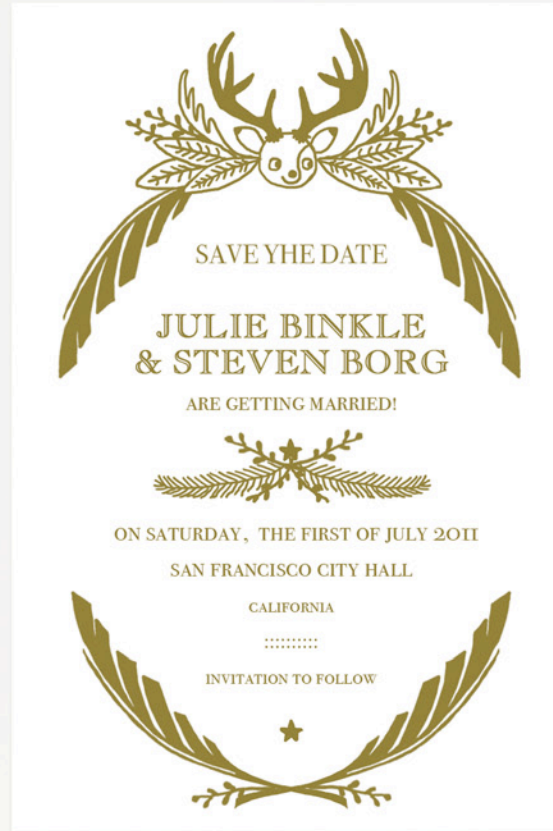 SAVE YHE DATE
JULIE BINKLE
& STEVEN BORG
ARE GETTING MARRIED!
ON SATURDAY, THE FIRST OF JULY 2011
SAN FRANCISCO CITY HALL
CALIFORNIA
INVITATION TO FOLLOW